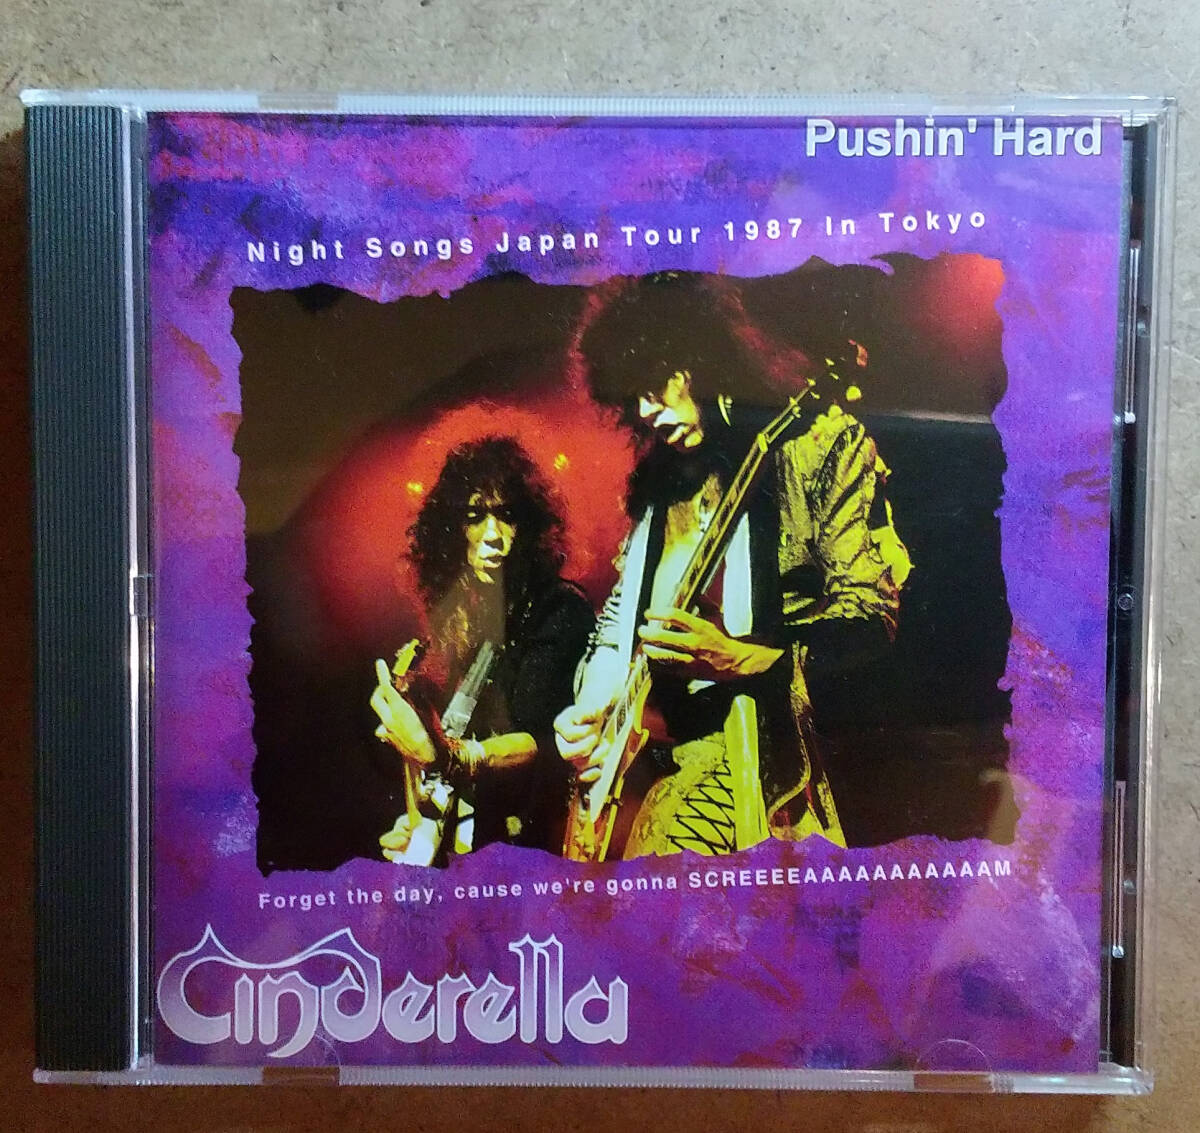 Pushin' Hard
Night Songs Japan Tour 1987 In Tokyo
Forget the day, cause we're gonna SCREEEEAAAAAAAAAAAM
Cinderella